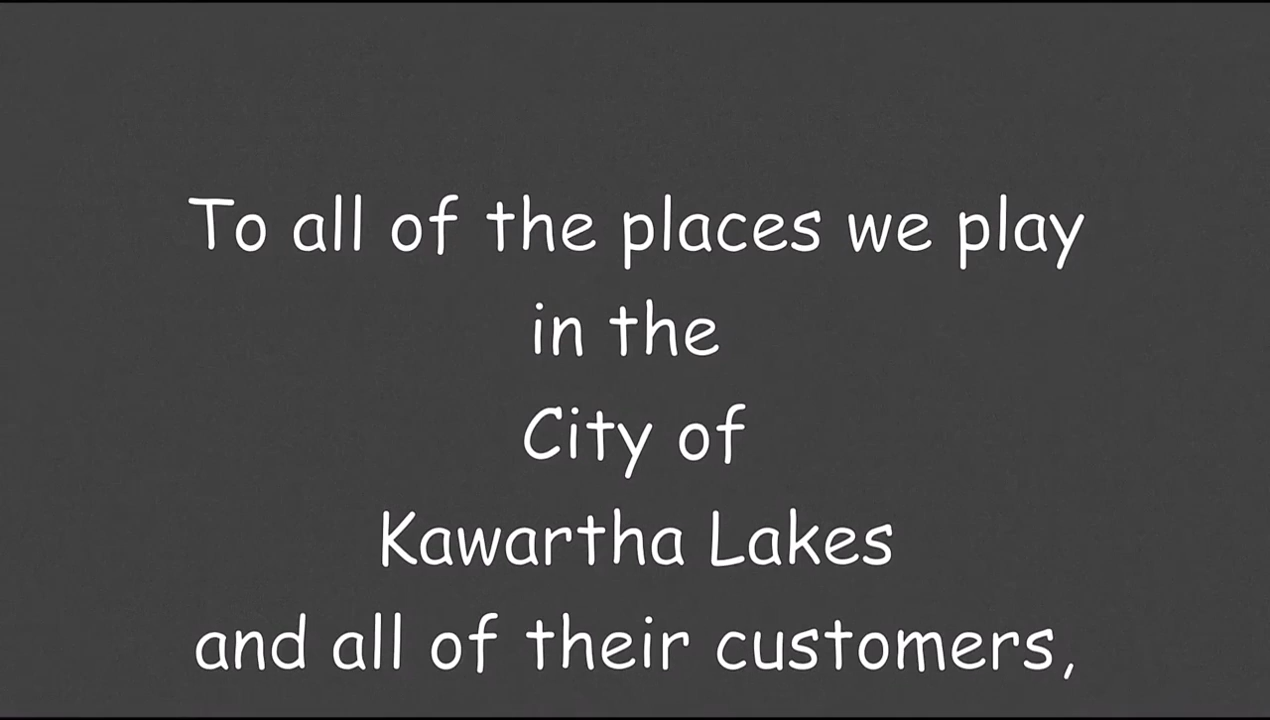 To all of the places we play
in the
City of
Kawartha Lakes
and all of their customers,